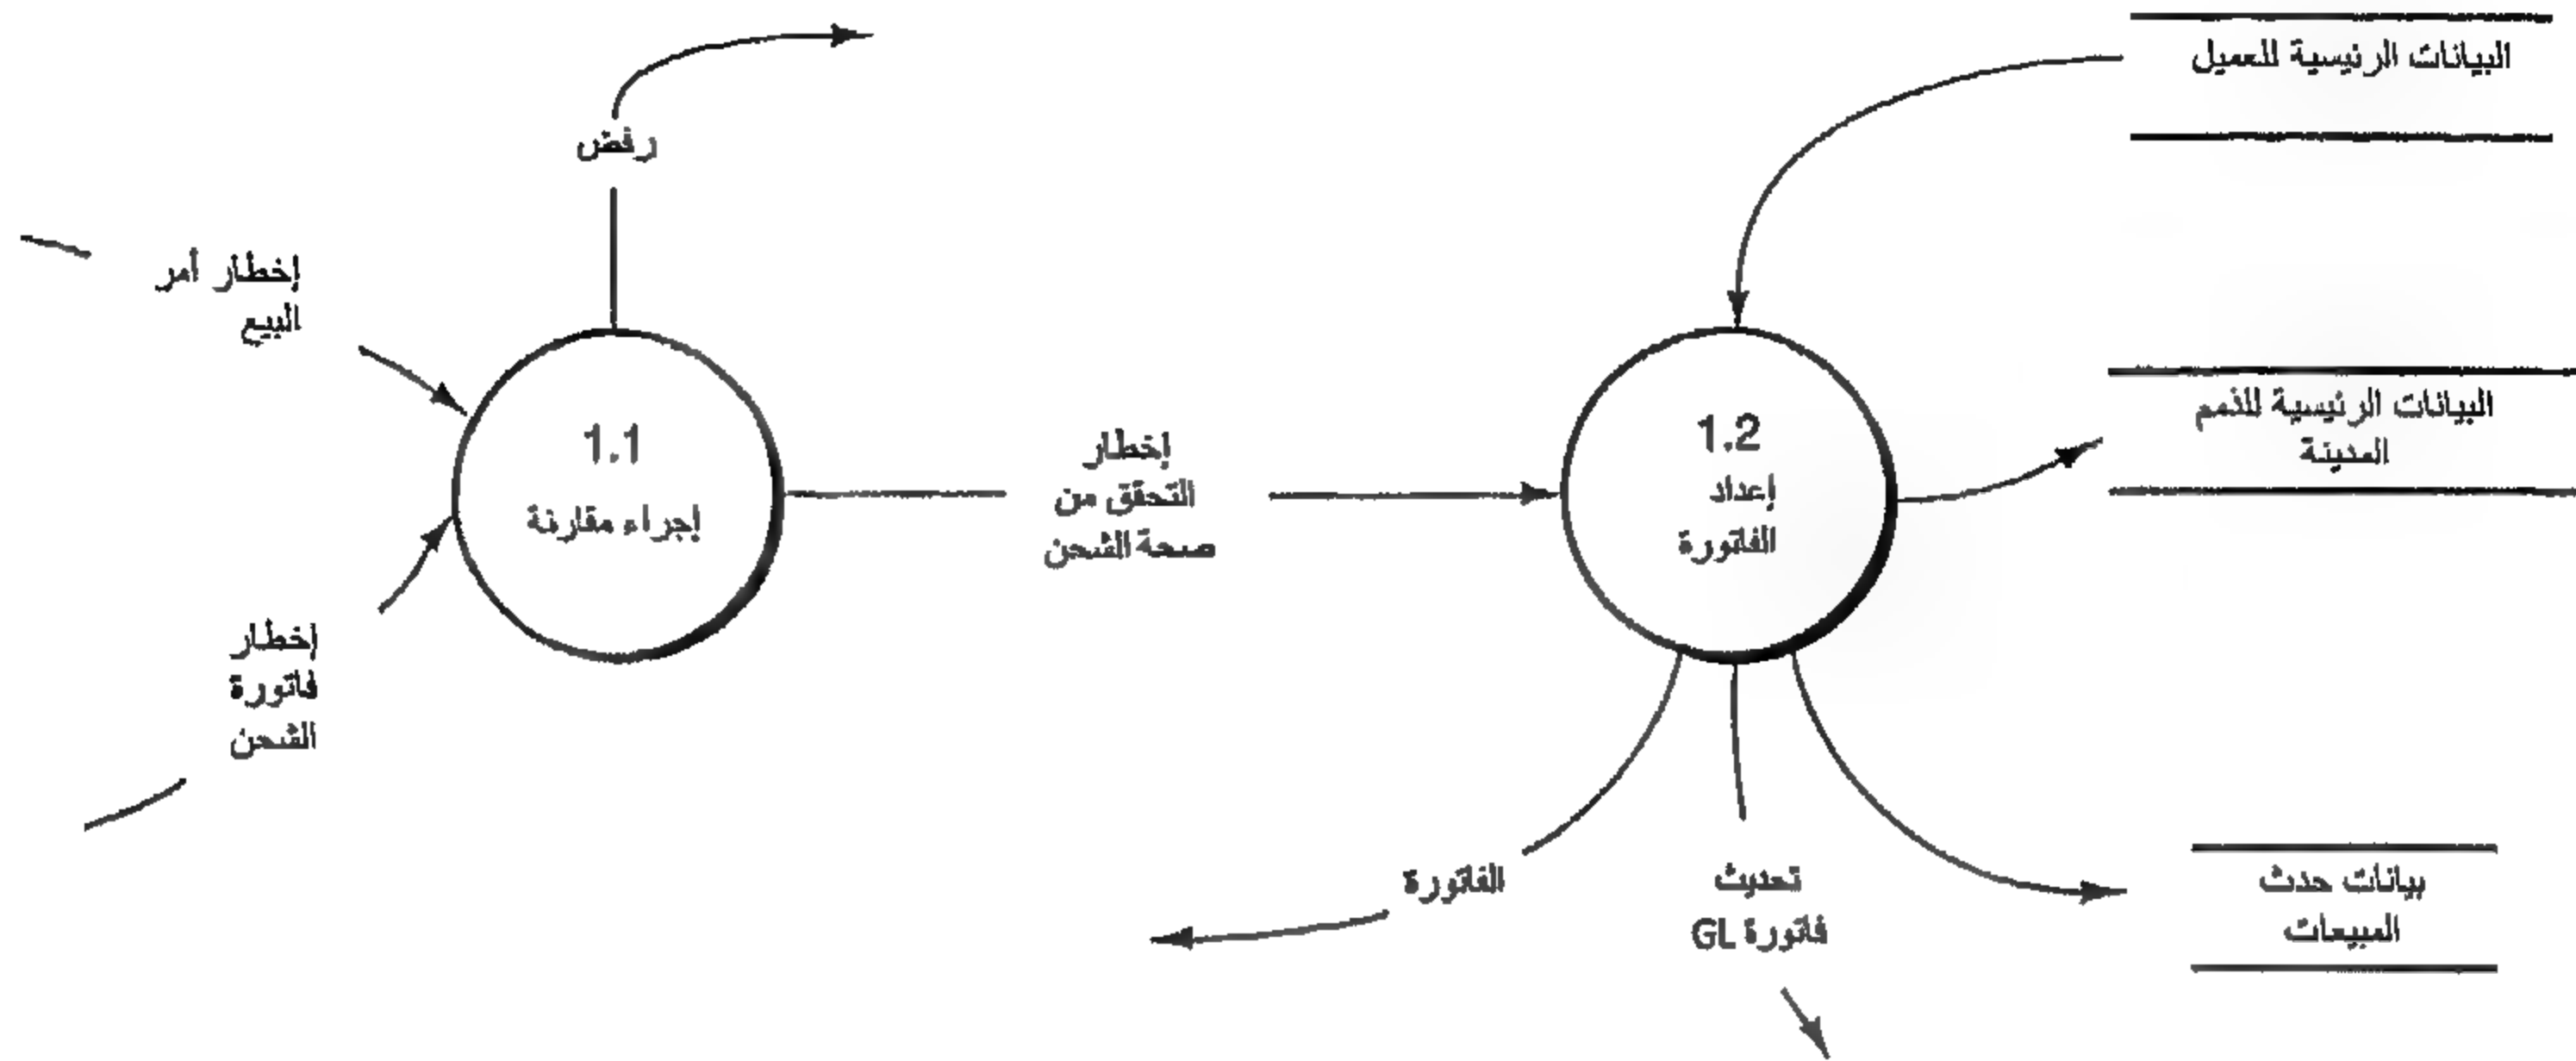 رفض
إخطار أمر
البيع
1.1
إجراء مقارنة
إخطار
فاتورة
الشحن
إخطار
التحقق من
صحة الشحن
1.2
إعداد
الفاتورة
البيانات الرئيسية للعميل
البيانات الرئيسية للذمم
المدينة
الفاتورة
تحديث
فاتورة GL
بيانات حدث
المبيعات